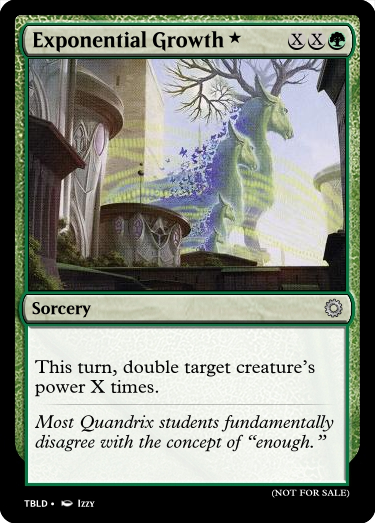 Exponential Growth★ X X
Sorcery
This turn, double target creature's
power X times.
Most Quandrix students fundamentally
disagree with the concept of “enough.”
(NOT FOR SALE)
TBLD • Izzy